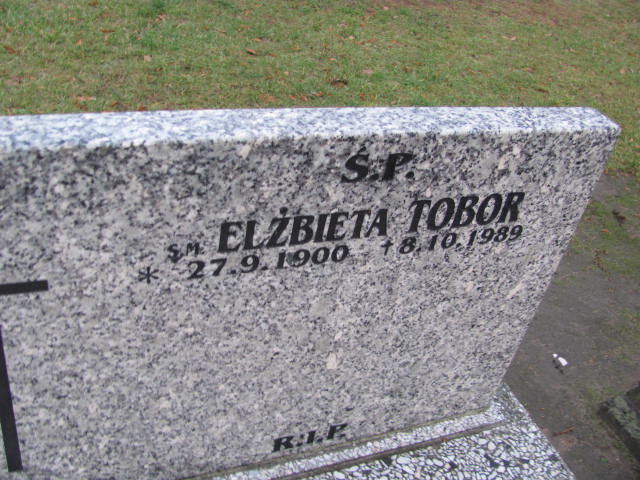 Ś.P.
S.M. ELŻBIETA TOBOR
* 27.9.1900 † 8.10.1989
R.I.P.